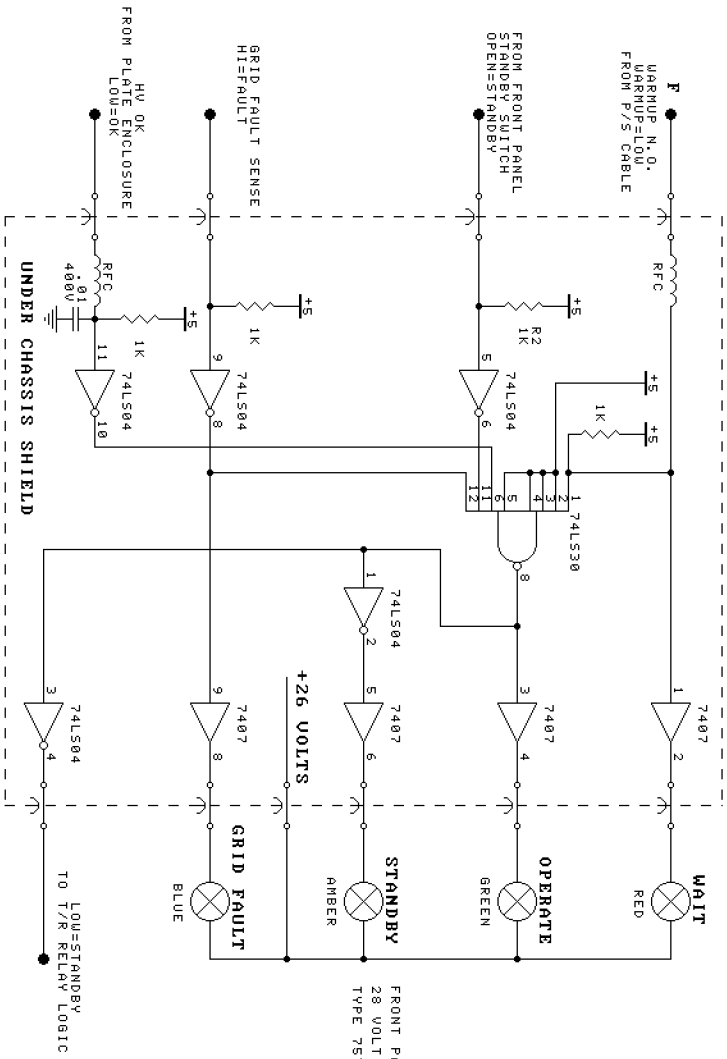 F
WARMUP N.O.
WARMUP=LOW
FROM P/S CABLE
RFC
+5
1K
+5
1
7407
2
WAIT
RED
FROM FRONT PANEL
STANDBY SWITCH
OPEN=STANDBY
+5
R2
1K
5
74LS04
6
1
2
3
4
5
6
11
12
74LS30
8
3
7407
4
OPERATE
GREEN
1
74LS04
2
5
7407
6
STANDBY
AMBER
FRONT
28 VOLT
TYPE 75
+26 VOLTS
GRID FAULT SENSE
HI=FAULT
+5
1K
9
74LS04
8
9
7407
8
GRID FAULT
BLUE
HV OK
FROM PLATE ENCLOSURE
LOW=OK
RFC
.01
400V
+5
1K
11
74LS04
10
3
74LS04
4
LOW=STANDBY
TO T/R RELAY LOGIC
UNDER CHASSIS SHIELD